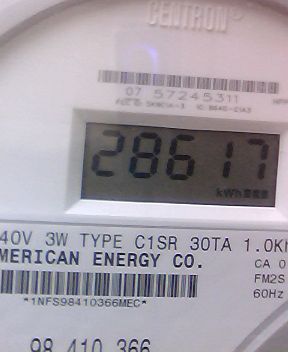 CENTRON®
07 57245311
28617
kWh
40V 3W TYPE C1SR 30TA 1.0K
MERICAN ENERGY CO.
CA 0
FM2S
60Hz
*1NFS98410366MEC*
98 410 366